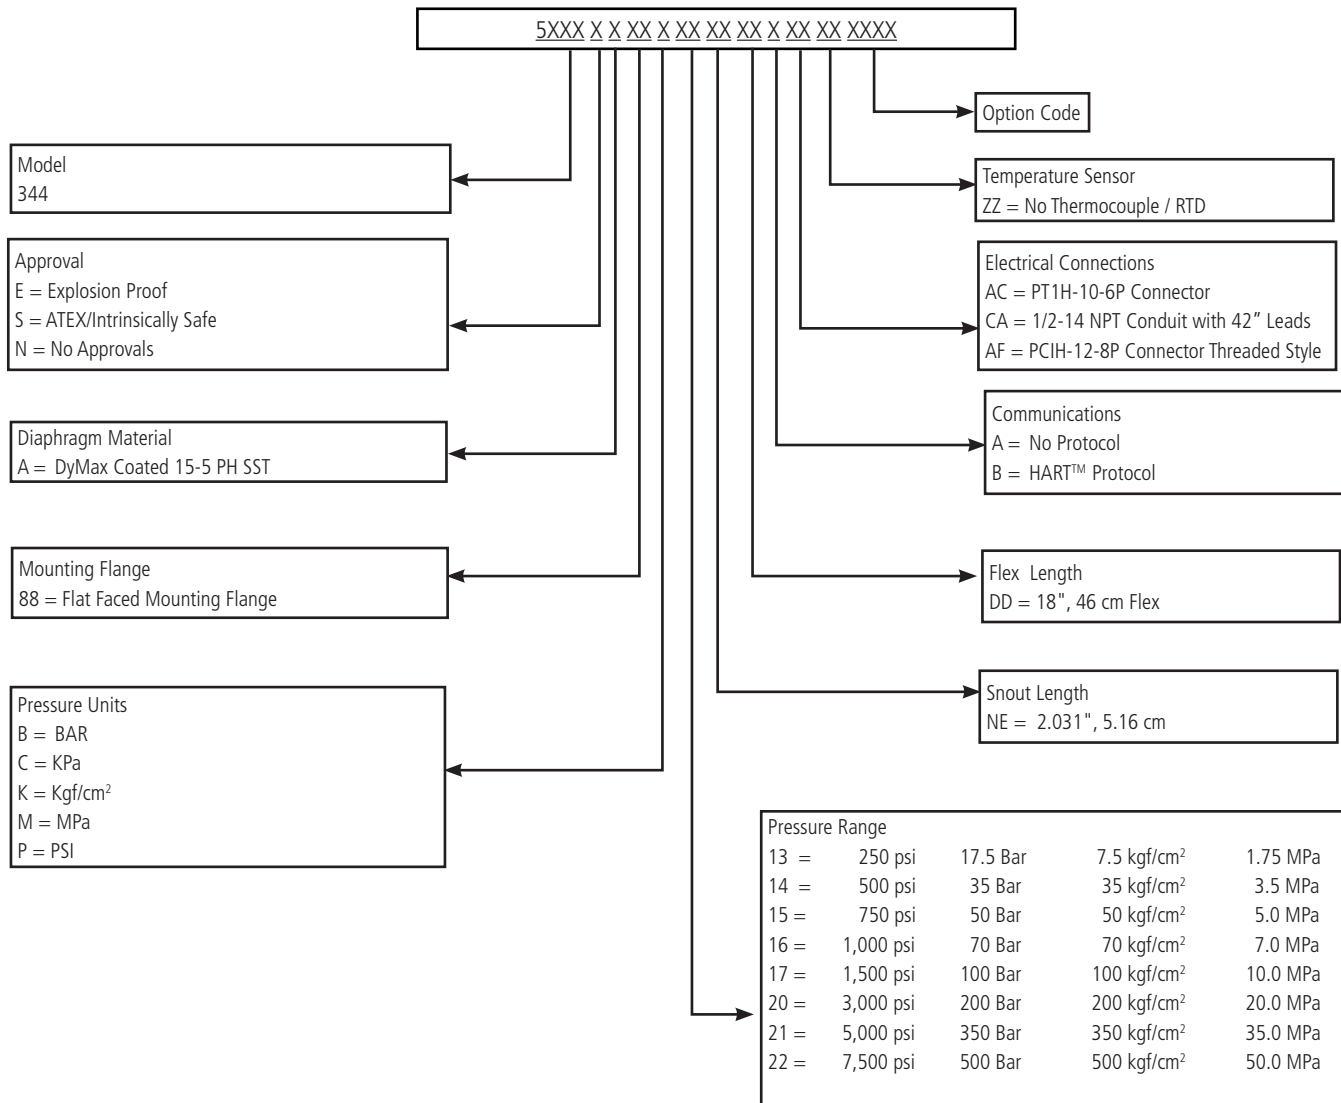 5XXX X X XX X XX XX XX X XX XX XXXX
Option Code
Model
344
Temperature Sensor
ZZ = No Thermocouple / RTD
Approval
E = Explosion Proof
S = ATEX/Intrinsically Safe
N = No Approvals
Electrical Connections
AC = PT1H-10-6P Connector
CA = 1/2-14 NPT Conduit with 42" Leads
AF = PCIH-12-8P Connector Threaded Style
Diaphragm Material
A = DyMax Coated 15-5 PH SST
Communications
A = No Protocol
B = HART™ Protocol
Mounting Flange
88 = Flat Faced Mounting Flange
Flex Length
DD = 18", 46 cm Flex
Snout Length
NE = 2.031", 5.16 cm
Pressure Units
B = BAR
C = KPa
K = Kgf/cm²
M = MPa
P = PSI
Pressure Range
13 = 250 psi 17.5 Bar 7.5 kgf/cm² 1.75 MPa
14 = 500 psi 35 Bar 35 kgf/cm² 3.5 MPa
15 = 750 psi 50 Bar 50 kgf/cm² 5.0 MPa
16 = 1,000 psi 70 Bar 70 kgf/cm² 7.0 MPa
17 = 1,500 psi 100 Bar 100 kgf/cm² 10.0 MPa
20 = 3,000 psi 200 Bar 200 kgf/cm² 20.0 MPa
21 = 5,000 psi 350 Bar 350 kgf/cm² 35.0 MPa
22 = 7,500 psi 500 Bar 500 kgf/cm² 50.0 MPa